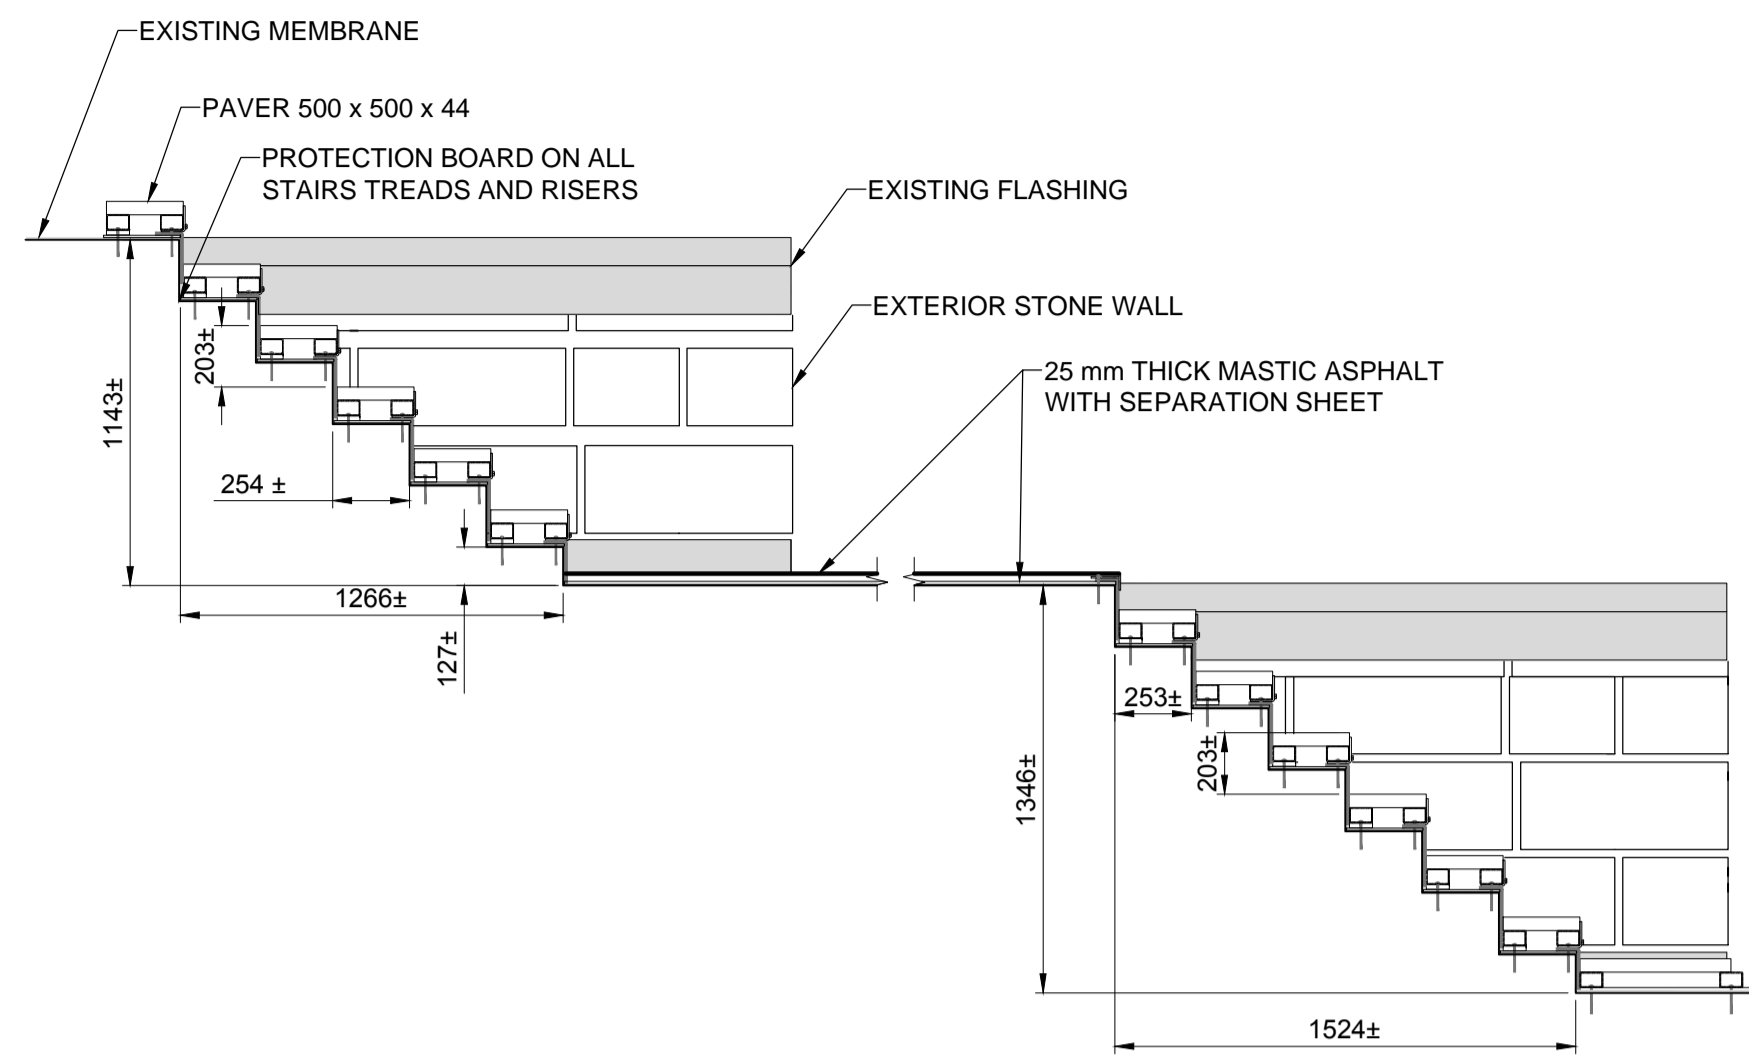 EXISTING MEMBRANE
PAVER 500 x 500 x 44
PROTECTION BOARD ON ALL
STAIRS TREADS AND RISERS
EXISTING FLASHING
EXTERIOR STONE WALL
25 mm THICK MASTIC ASPHALT
WITH SEPARATION SHEET
203±
1143±
254 ±
1266±
127±
253±
203±
1346±
1524±